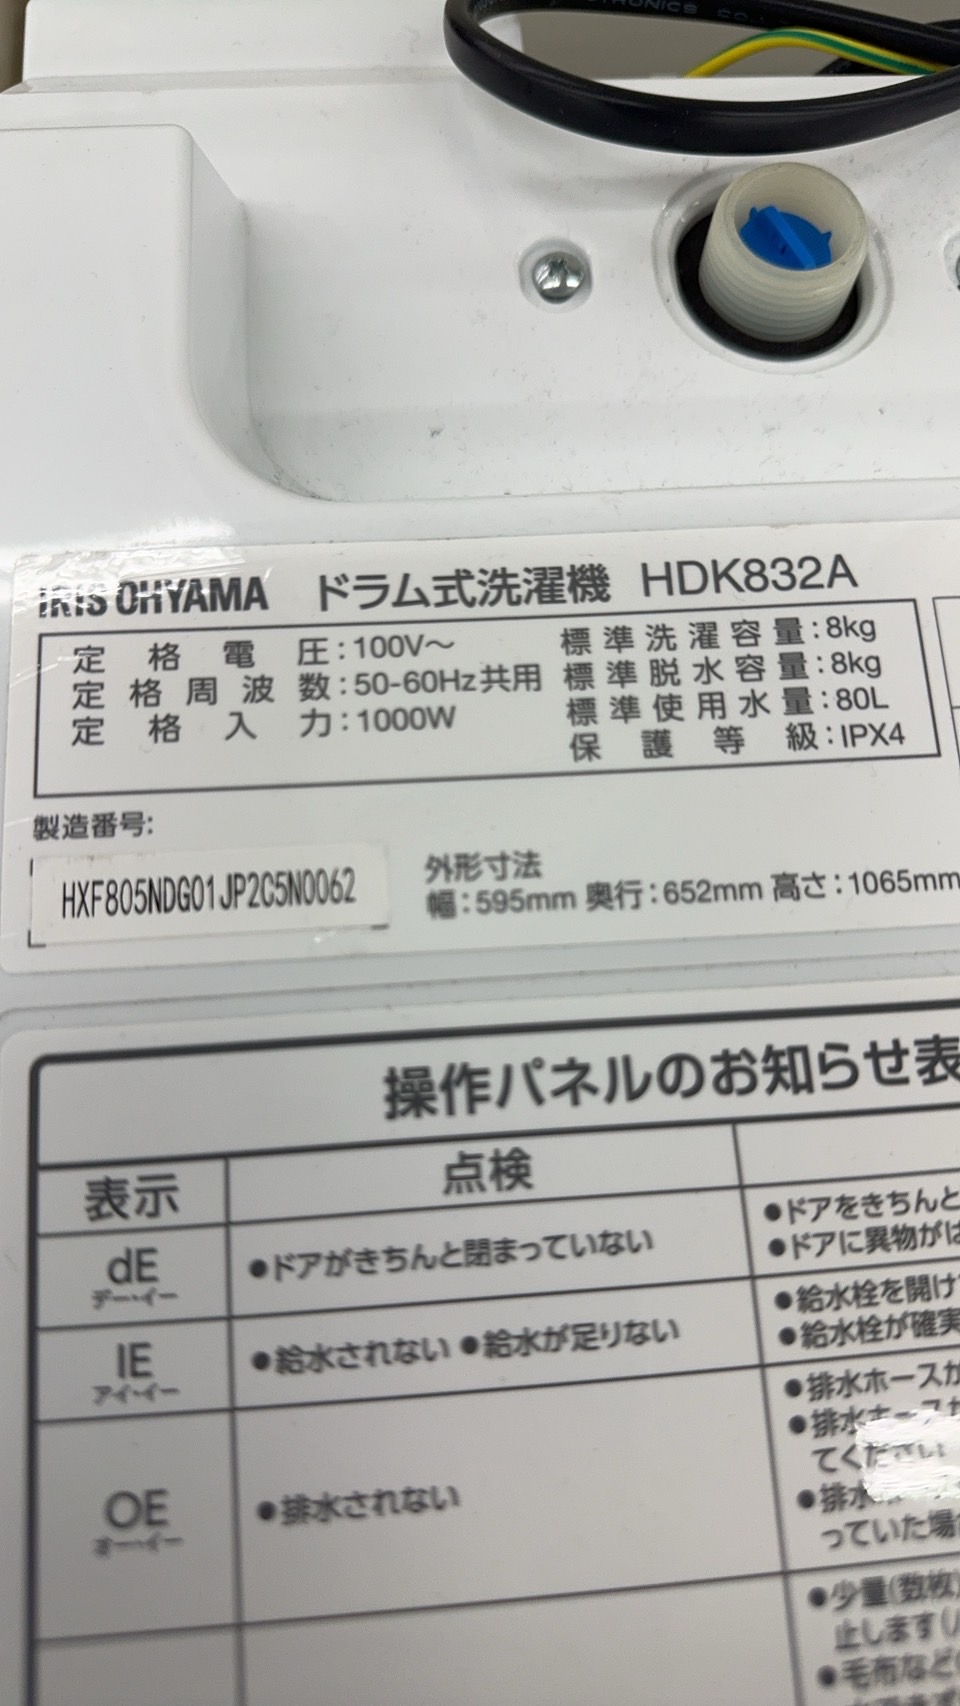 CTRONICS CO.,
IRIS OHYAMA ドラム式洗濯機 HDK832A
定格電圧:100V~ 標準洗濯容量:8kg
定格周波数:50-60Hz共用 標準脱水容量:8kg
定格入力:1000W 標準使用水量:80L
保護等級:IPX4
製造番号:
HXF805NDG01JP2C5N0062
外形寸法
幅:595mm 奥行:652mm 高さ:1065mm
操作パネルのお知らせ表
表示 点検
dE
デー・イー
●ドアがきちんと閉まっていない
●ドアをきちんと
●ドアに異物が
IE
アイ・イー
●給水されない ●給水が足りない
●給水栓を開け
●給水栓が確実
OE
オー・イー
●排水されない
●排水ホースが
●排水ホースが
てください
●排水
っていた場
●少量(数枚)
止します
●毛布など